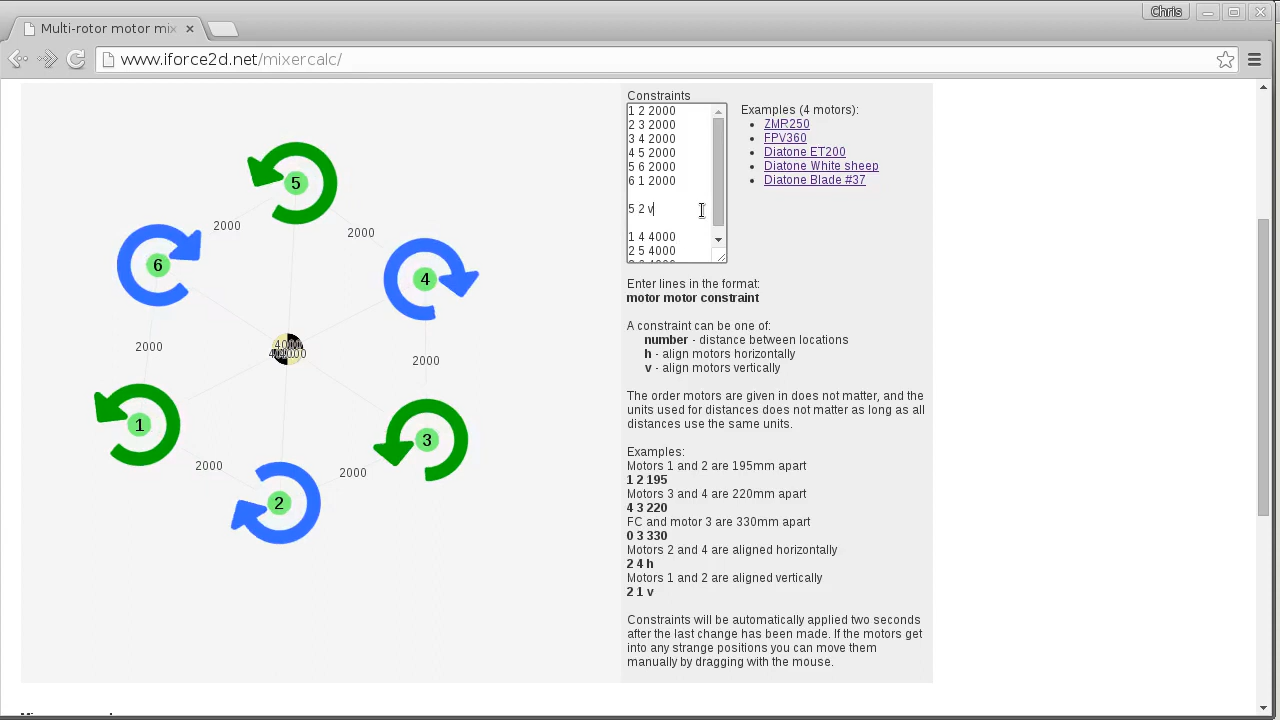 Chris
Multi-rotor motor mix
www.iforce2d.net/mixercalc/
Constraints
1 2 2000
2 3 2000
3 4 2000
4 5 2000
5 6 2000
6 1 2000
5 2 v
1 4 4000
2 5 4000
Examples (4 motors):
ZMR250
FPV360
Diatone ET200
Diatone White sheep
Diatone Blade #37
5
2000
2000
6
4
2000
4000
2000
1
3
2000
2000
2
Enter lines in the format:
motor motor constraint
A constraint can be one of:
number - distance between locations
h - align motors horizontally
v - align motors vertically
The order motors are given in does not matter, and the
units used for distances does not matter as long as all
distances use the same units.
Examples:
Motors 1 and 2 are 195mm apart
1 2 195
Motors 3 and 4 are 220mm apart
4 3 220
FC and motor 3 are 330mm apart
0 3 330
Motors 2 and 4 are aligned horizontally
2 4 h
Motors 1 and 2 are aligned vertically
2 1 v
Constraints will be automatically applied two seconds
after the last change has been made. If the motors get
into any strange positions you can move them
manually by dragging with the mouse.